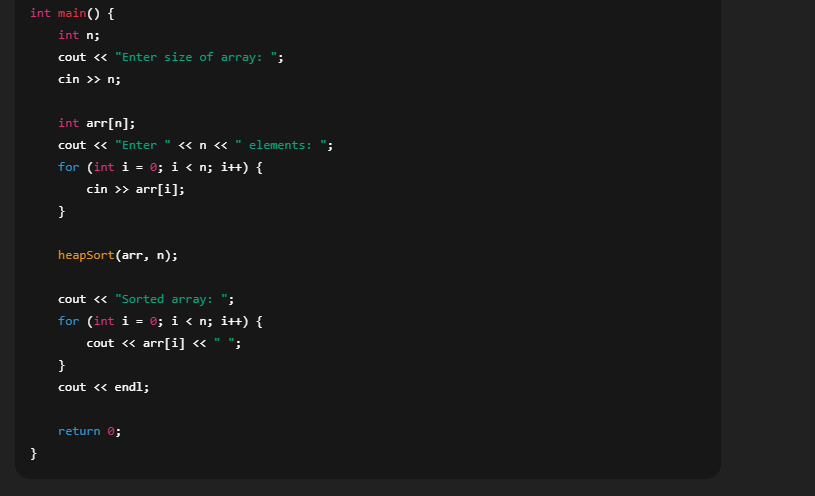 int main() {
    int n;
    cout << "Enter size of array: ";
    cin >> n;

    int arr[n];
    cout << "Enter " << n << " elements: ";
    for (int i = 0; i < n; i++) {
        cin >> arr[i];
    }

    heapSort(arr, n);

    cout << "Sorted array: ";
    for (int i = 0; i < n; i++) {
        cout << arr[i] << " ";
    }
    cout << endl;

    return 0;
}